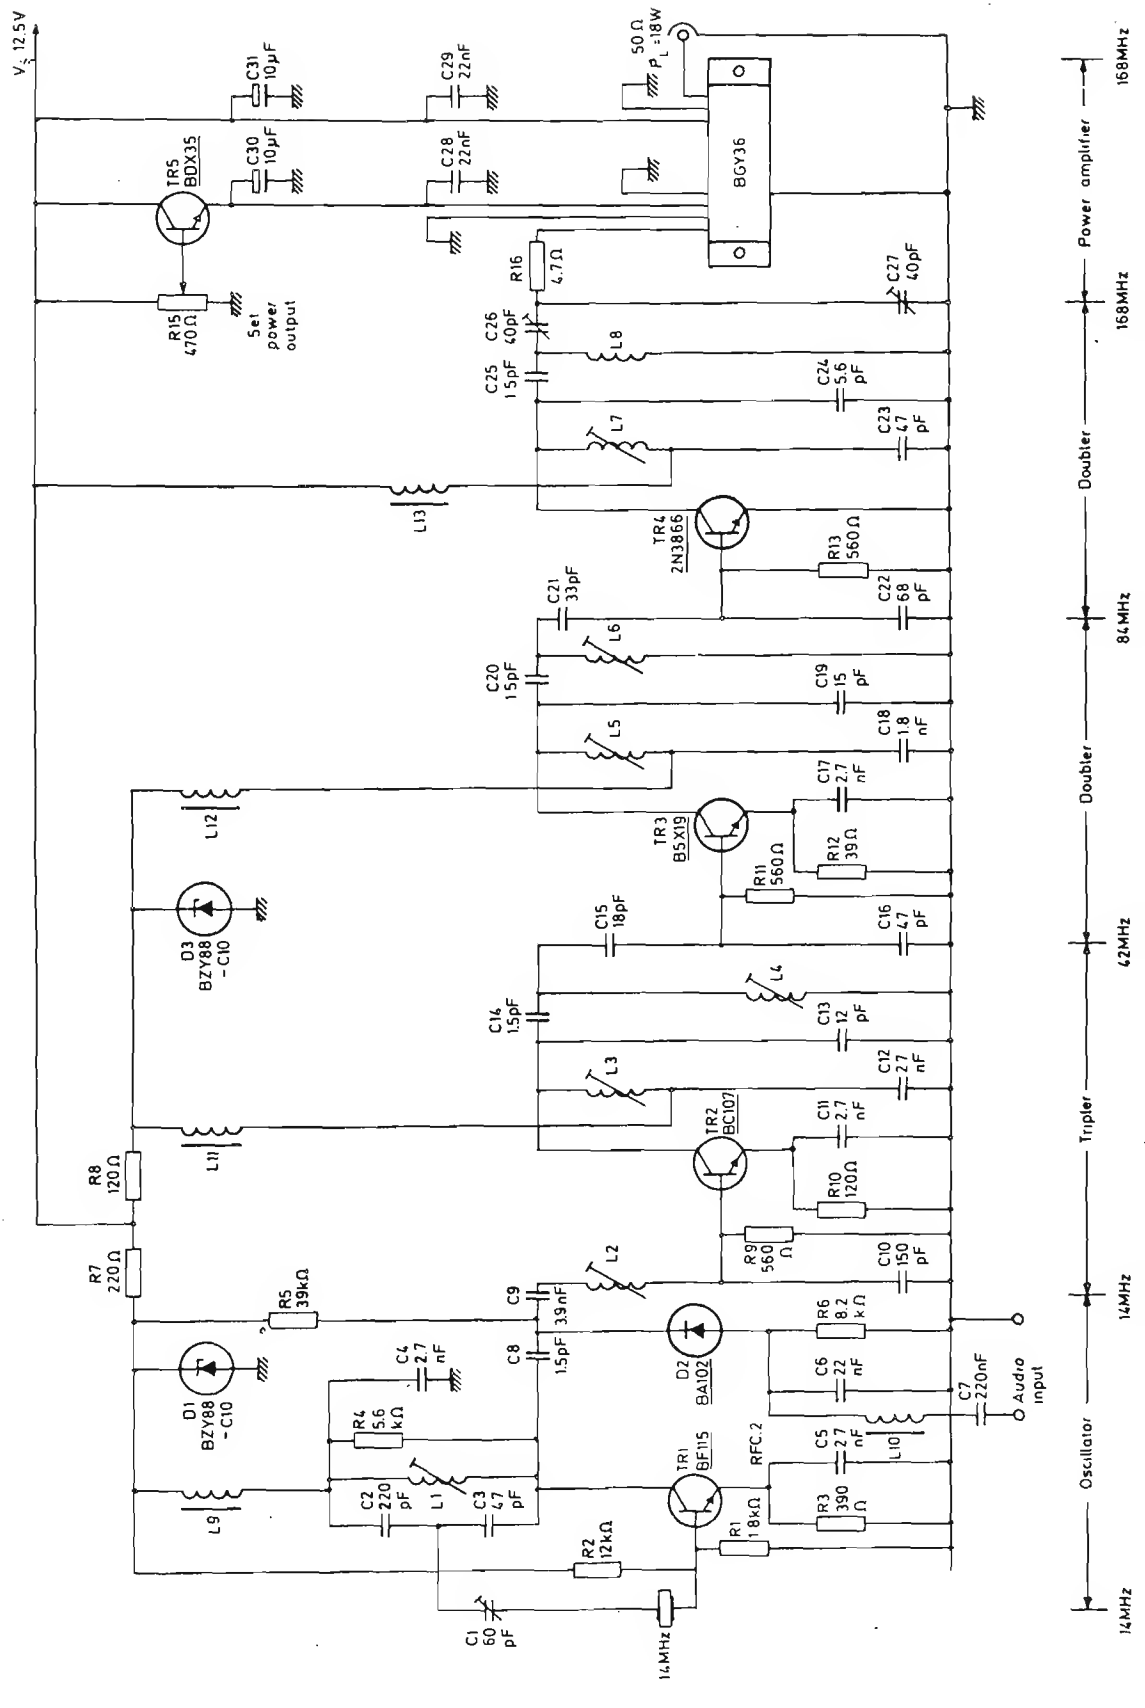 14MHz
C1
60
pF
C2
220
pF
L9
D1
BZY88
-C10
L1
C3
47
pF
R2
12kΩ
R4
5.6
kΩ
C4
2.7
nF
R1
1 8kΩ
TR1
BF115
RFC.2
R3
390
Ω
C5
27
nF
L10
C6
22
nF
C7
220nF
Audio
input
D2
BA102
R6
8.2
kΩ
C8
1.5pF
C9
3.9nF
R5
39kΩ
R7
220Ω
R8
120Ω
L2
R9
560
Ω
C10
150
pF
TR2
BC107
R10
120Ω
C11
2.7
nF
L11
L3
C12
27
nF
C13
12
pF
C14
1.5pF
L4
C15
18pF
C16
47
pF
D3
BZY88
-C10
R11
560Ω
TR3
BSX19
R12
39Ω
C17
2.7
nF
L12
L5
C18
1.8
nF
C19
15
pF
C20
1 5pF
L6
C21
33pF
C22
68
pF
TR4
2N3866
R13
560Ω
L13
L7
C23
47
pF
C24
5.6
pF
C25
1 5pF
L8
C26
40pF
C27
40pF
R16
4.7Ω
R15
470Ω
Set
power
output
TR5
BDX35
C30
10µF
C28
22nF
C31
10µF
C29
22nF
BGY36
50Ω
PL=18W
12.5V
Oscillator
Tripler
Doubler
Doubler
Power amplifier
14MHz
14MHz
42MHz
84MHz
168MHz
168MHz